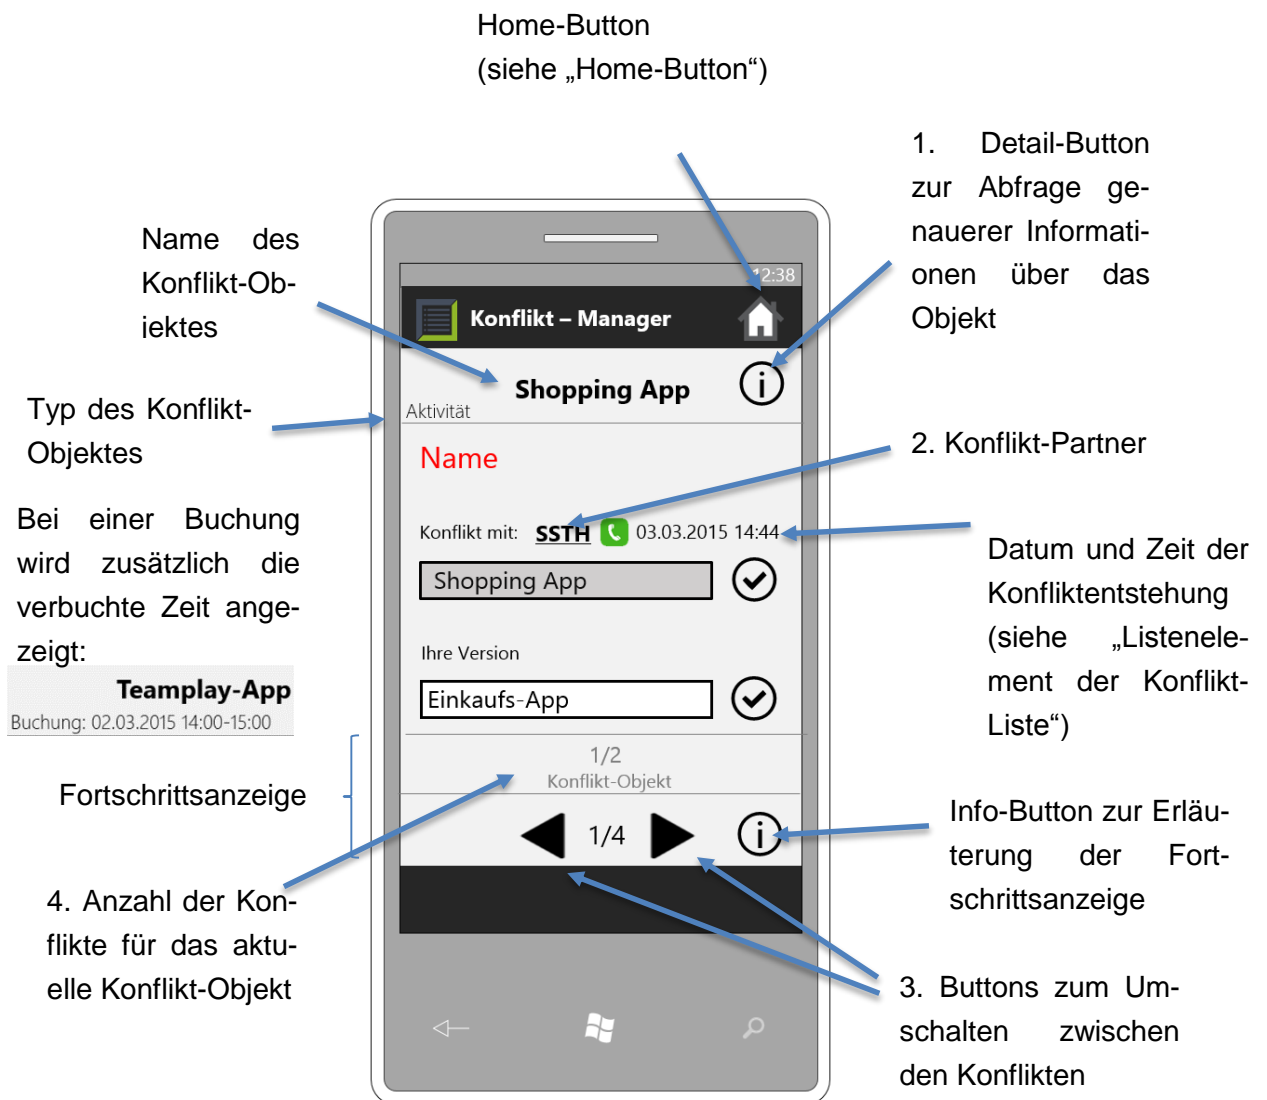 Home-Button
(siehe „Home-Button“)
1. Detail-Button
zur Abfrage ge-
nauerer Informati-
onen über das
Objekt
Name des
Konflikt-Ob-
jektes
12:38
Konflikt – Manager
Shopping App
Aktivität
Typ des Konflikt-
Objektes
Name
2. Konflikt-Partner
Bei einer Buchung
wird zusätzlich die
verbuchte Zeit ange-
zeigt:
Teamplay-App
Buchung: 02.03.2015 14:00-15:00
Konflikt mit: SSTH 03.03.2015 14:44
Shopping App
Datum und Zeit der
Konfliktentstehung
(siehe „Listenele-
ment der Konflikt-
Liste“)
Ihre Version
Einkaufs-App
1/2
Konflikt-Objekt
Fortschrittsanzeige
1/4
Info-Button zur Erläu-
terung der Fort-
schrittsanzeige
4. Anzahl der Kon-
flikte für das aktu-
elle Konflikt-Objekt
3. Buttons zum Um-
schalten zwischen
den Konflikten